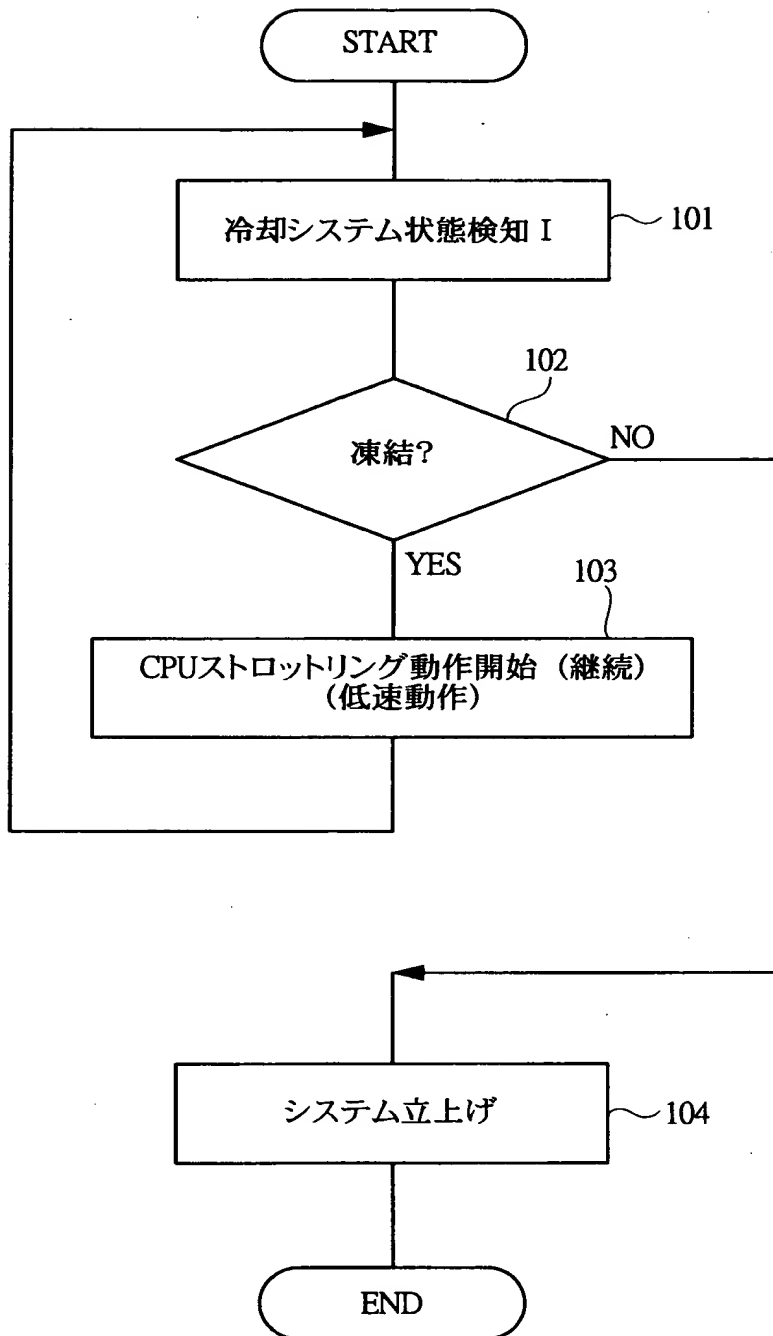 START
冷却システム状態検知 I
101
102
凍結?
NO
YES
103
CPUストロットリング動作開始（継続）
（低速動作）
システム立上げ
104
END